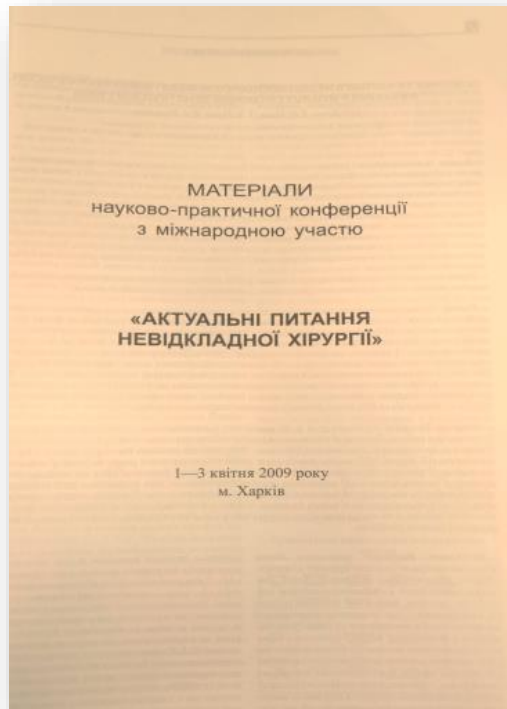 МАТЕРІАЛИ
науково-практичної конференції
з міжнародною участю
«АКТУАЛЬНІ ПИТАННЯ
НЕВІДКЛАДНОЇ ХІРУРГІЇ»
1—3 квітня 2009 року
м. Харків